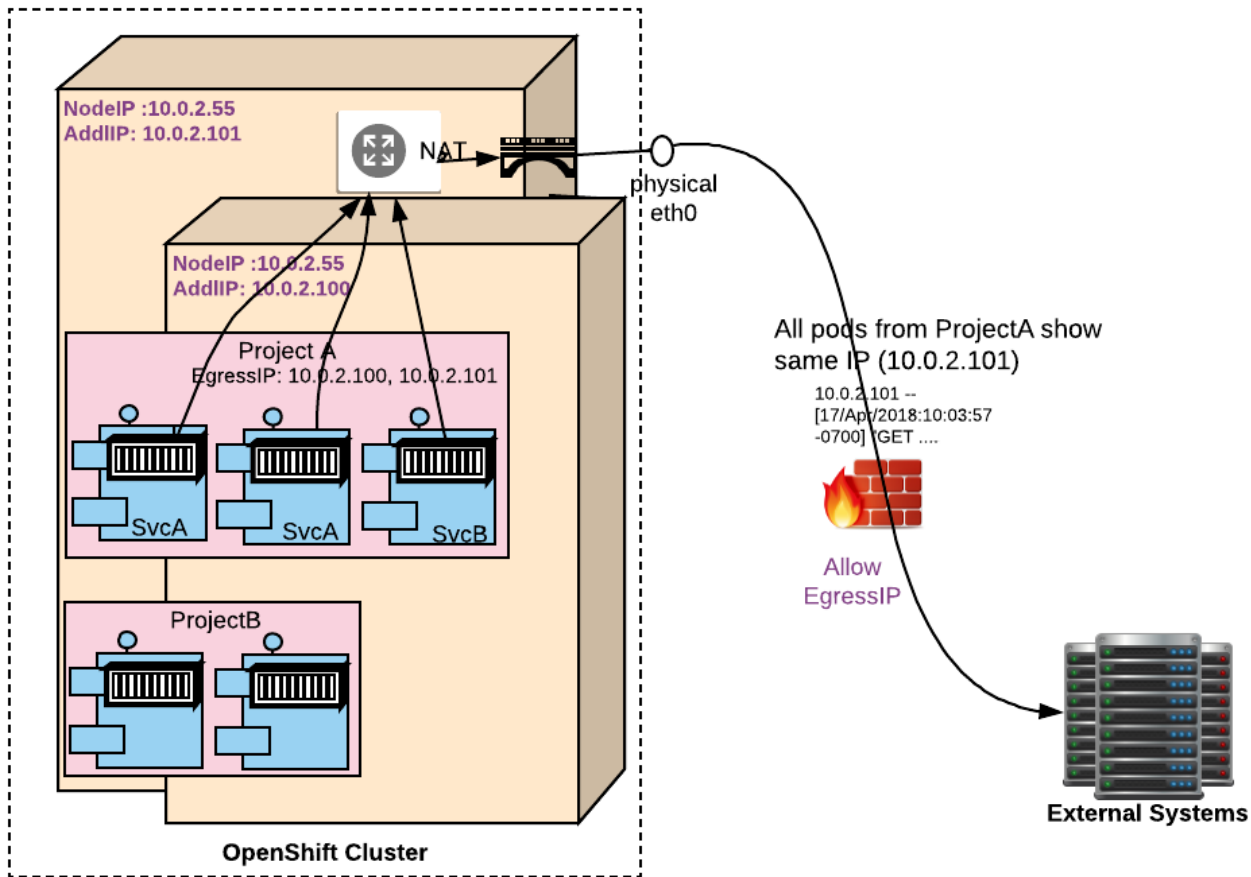 NodeIP :10.0.2.55
AddlIP: 10.0.2.101
NAT
physical
eth0
NodeIP :10.0.2.55
AddlIP: 10.0.2.100
Project A
EgressIP: 10.0.2.100, 10.0.2.101
SvcA
SvcA
SvcB
ProjectB
OpenShift Cluster
All pods from ProjectA show
same IP (10.0.2.101)
10.0.2.101 --
[17/Apr/2018:10:03:57
-0700] "GET ....
Allow
EgressIP
External Systems